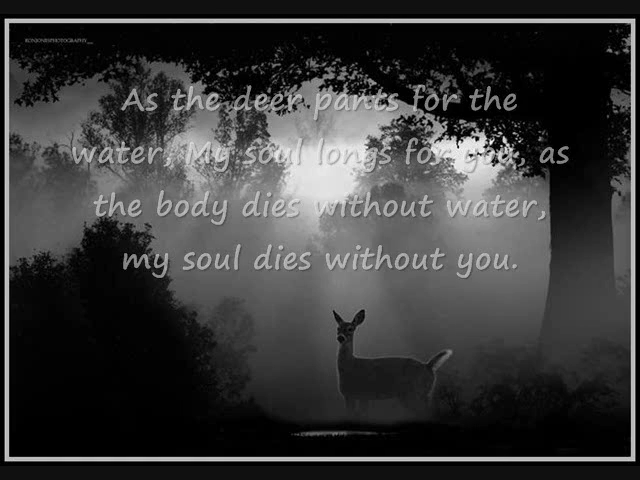 RONJONESPHOTOGRAPHY__
As the deer pants for the
water, My soul longs for you, as
the body dies without water,
my soul dies without you.